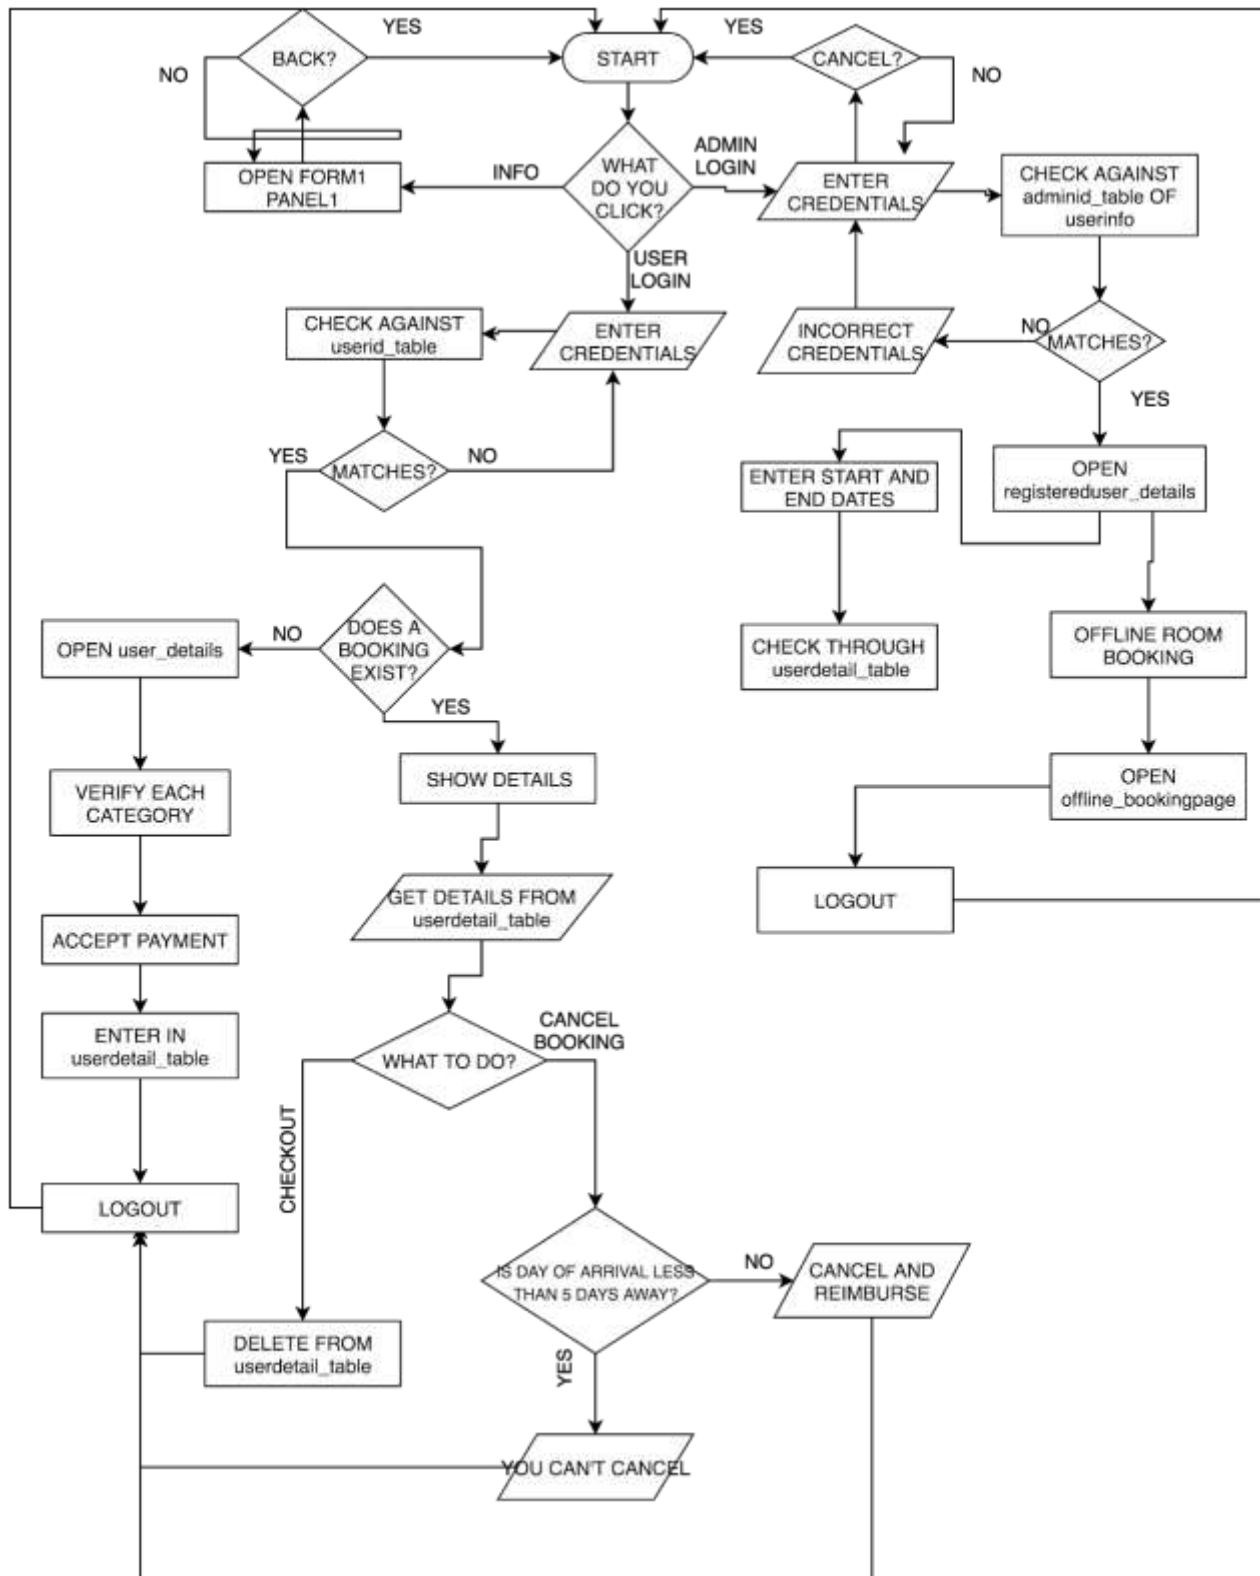 YES
YES
BACK?
START
CANCEL?
NO
NO
ADMIN
LOGIN
INFO
WHAT
DO YOU
CLICK?
OPEN FORM1
PANEL1
ENTER
CREDENTIALS
CHECK AGAINST
adminid_table OF
userinfo
USER
LOGIN
CHECK AGAINST
userid_table
ENTER
CREDENTIALS
INCORRECT
CREDENTIALS
NO
MATCHES?
YES
YES
MATCHES?
NO
ENTER START AND
END DATES
OPEN
registereduser_details
DOES A
BOOKING
EXIST?
NO
OPEN user_details
CHECK THROUGH
userdetail_table
OFFLINE ROOM
BOOKING
YES
SHOW DETAILS
VERIFY EACH
CATEGORY
OPEN
offline_bookingpage
GET DETAILS FROM
userdetail_table
LOGOUT
ACCEPT PAYMENT
ENTER IN
userdetail_table
CANCEL
BOOKING
WHAT TO DO?
CHECKOUT
LOGOUT
IS DAY OF ARRIVAL LESS
THAN 5 DAYS AWAY?
NO
CANCEL AND
REIMBURSE
DELETE FROM
userdetail_table
YES
YOU CAN'T CANCEL